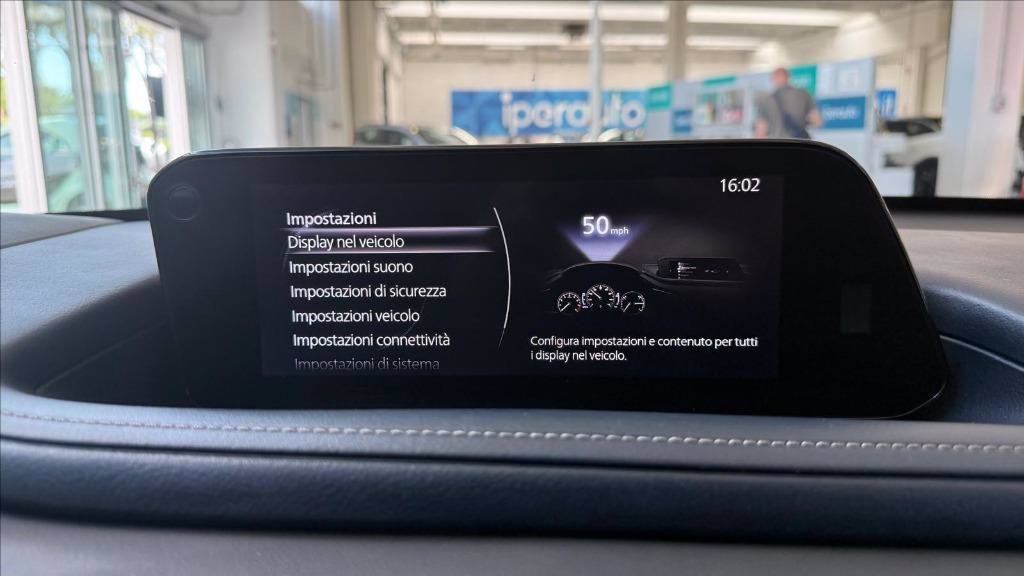 iperauto
16:02
Impostazioni
Display nel veicolo
Impostazioni suono
Impostazioni di sicurezza
Impostazioni veicolo
Impostazioni connettività
Impostazioni di sistema
50 mph
Configura impostazioni e contenuto per tutti
i display nel veicolo.